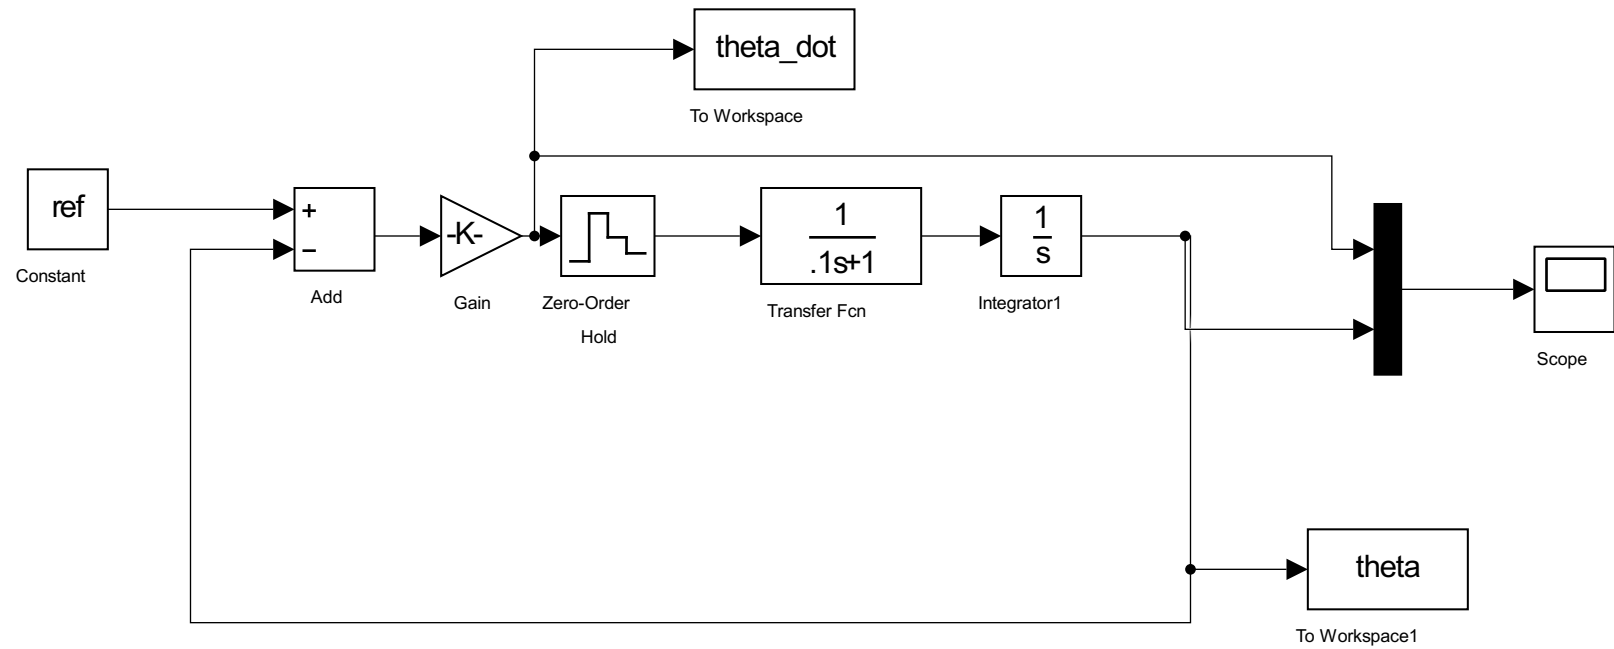 theta_dot
To Workspace
ref
Constant
+
−
Add
-K-
Gain
Zero-Order
Hold
1
.1s+1
Transfer Fcn
1
s
Integrator1
Scope
theta
To Workspace1